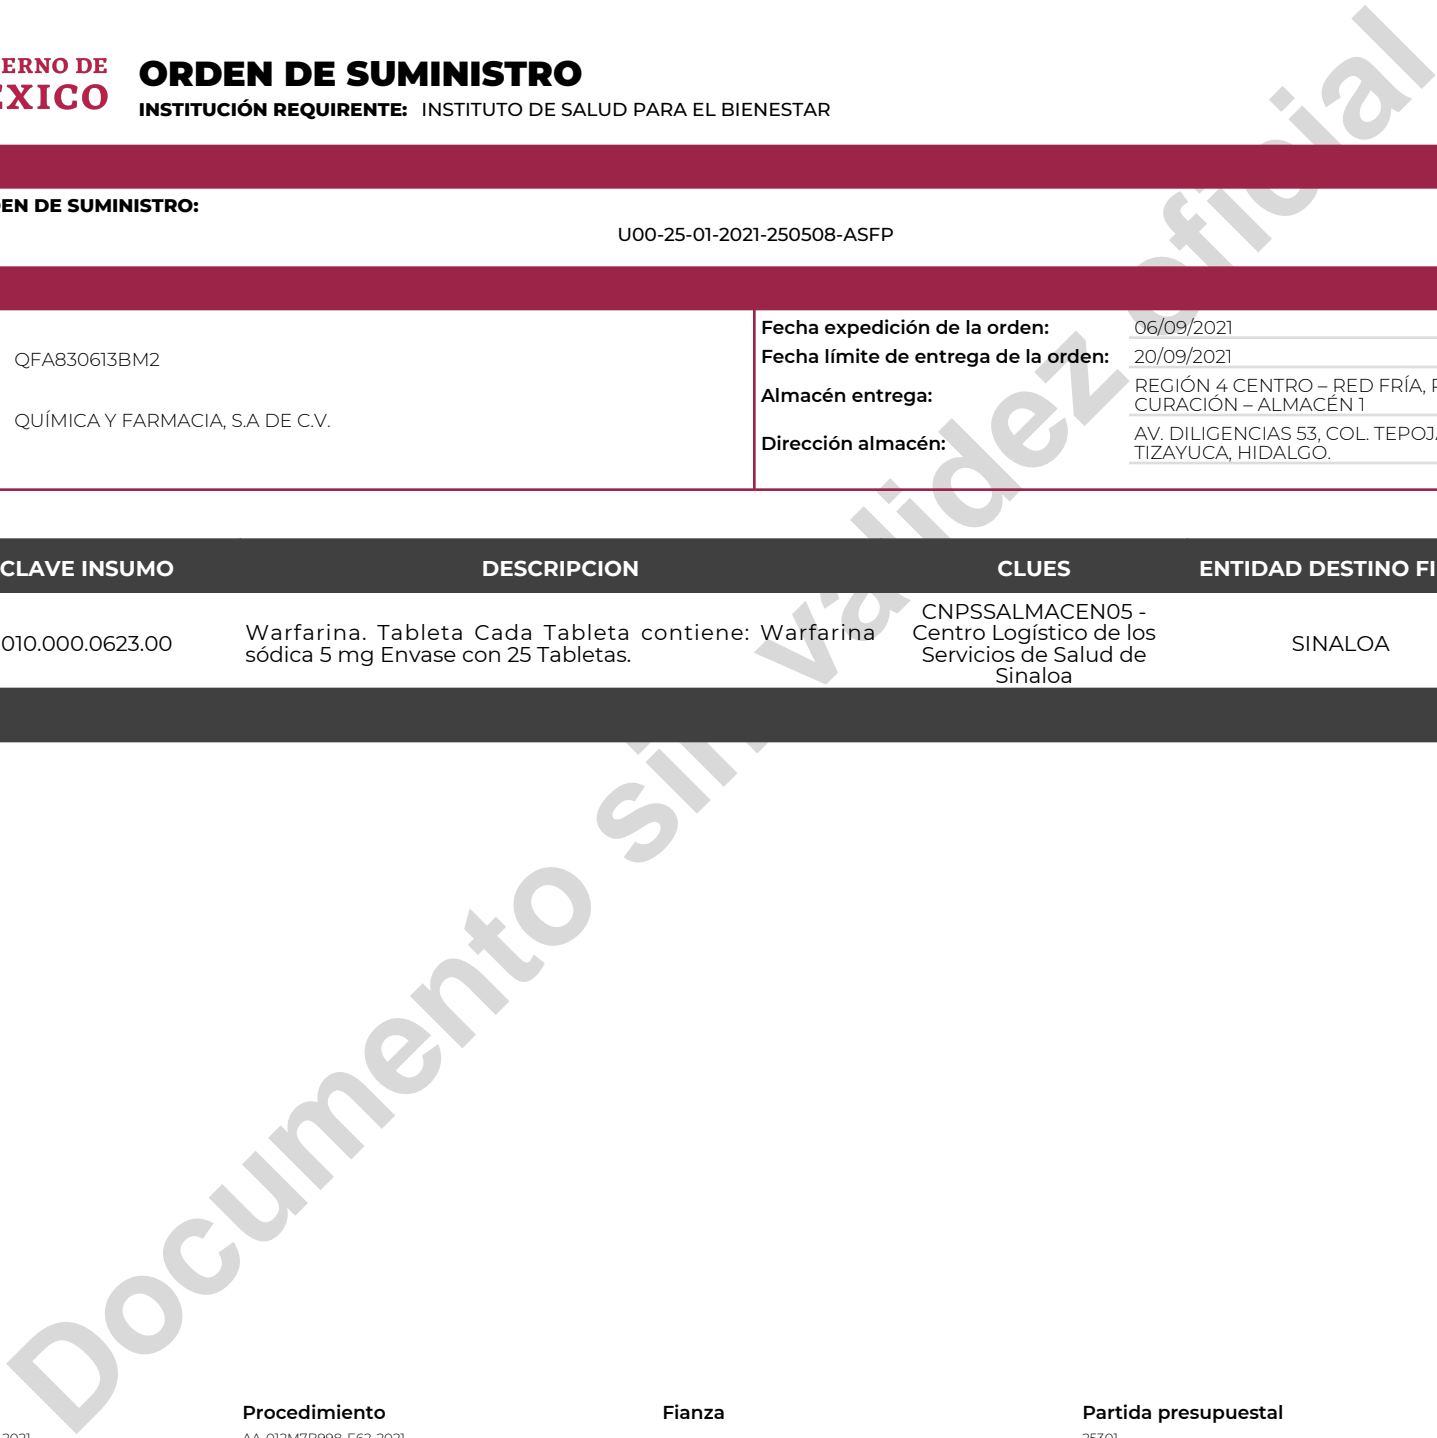 ERNO DE
ÉXICO
ORDEN DE SUMINISTRO
INSTITUCIÓN REQUIRENTE: INSTITUTO DE SALUD PARA EL BIENESTAR
EN DE SUMINISTRO:
U00-25-01-2021-250508-ASFP
QFA830613BM2
QUÍMICA Y FARMACIA, S.A DE C.V.
Fecha expedición de la orden: 06/09/2021
Fecha límite de entrega de la orden: 20/09/2021
Almacén entrega: REGIÓN 4 CENTRO – RED FRÍA,
CURACIÓN – ALMACÉN 1
Dirección almacén: AV. DILIGENCIAS 53, COL. TEPOJ
TIZAYUCA, HIDALGO.
CLAVE INSUMO DESCRIPCION CLUES ENTIDAD DESTINO FI
010.000.0623.00
Warfarina. Tableta Cada Tableta contiene: Warfarina
sódica 5 mg Envase con 25 Tabletas.
CNPSSALMACEN05 -
Centro Logístico de los
Servicios de Salud de
Sinaloa
SINALOA
Documento sin validez oficial
Procedimiento Fianza Partida presupuestal